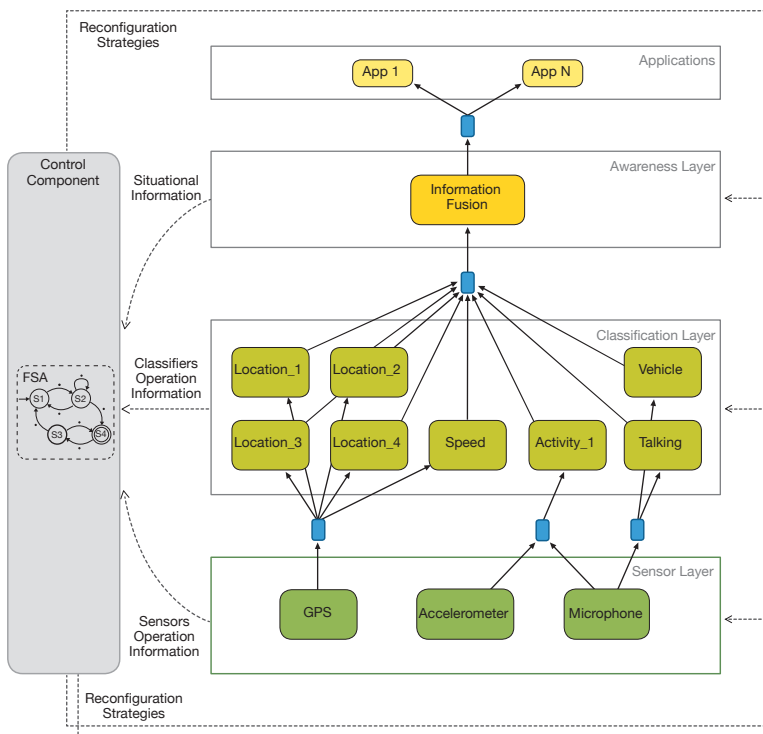 Reconfiguration
Strategies
Applications
App 1
App N
Control
Component
Situational
Information
Awareness Layer
Information
Fusion
Classification Layer
Classifiers
Operation
Information
Location_1
Location_2
Vehicle
FSA
S1
S2
S3
S4
Location_3
Location_4
Speed
Activity_1
Talking
Sensor Layer
GPS
Accelerometer
Microphone
Sensors
Operation
Information
Reconfiguration
Strategies